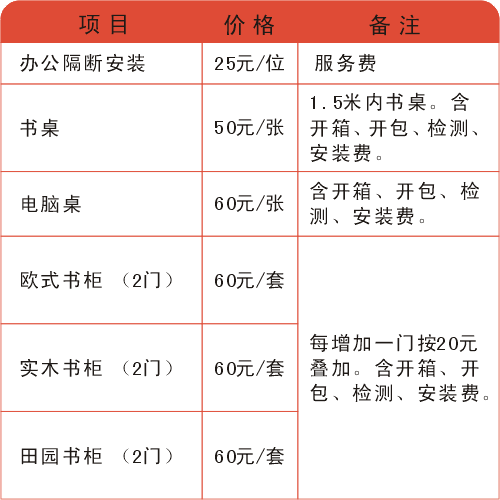 项目 价格 备注
办公隔断安装 25元/位 服务费
书桌 50元/张 1.5米内书桌。含
开箱、开包、检测、
安装费。
电脑桌 60元/张 含开箱、开包、检
测、安装费。
欧式书柜 （2门） 60元/套
实木书柜 （2门） 60元/套 每增加一门按20元
叠加。含开箱、开
包、检测、安装费。
田园书柜 （2门） 60元/套